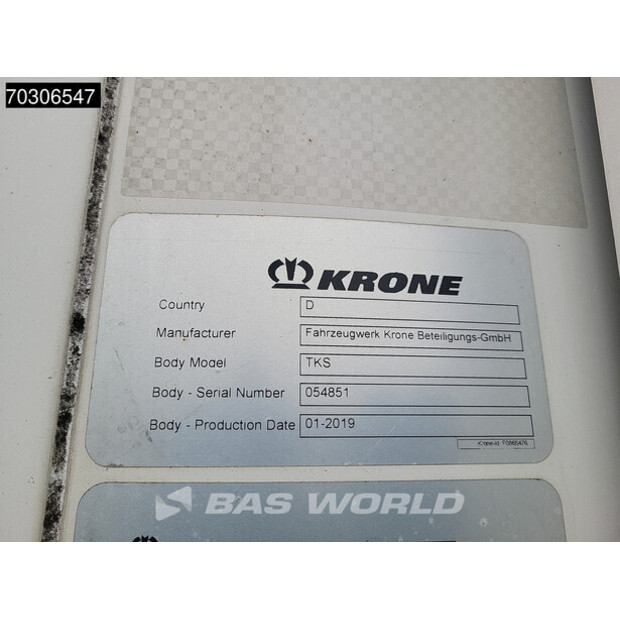 70306547
KRONE
Country D
Manufacturer Fahrzeugwerk Krone Beteiligungs-GmbH
Body Model TKS
Body - Serial Number 054851
Body - Production Date 01-2019
BAS WORLD